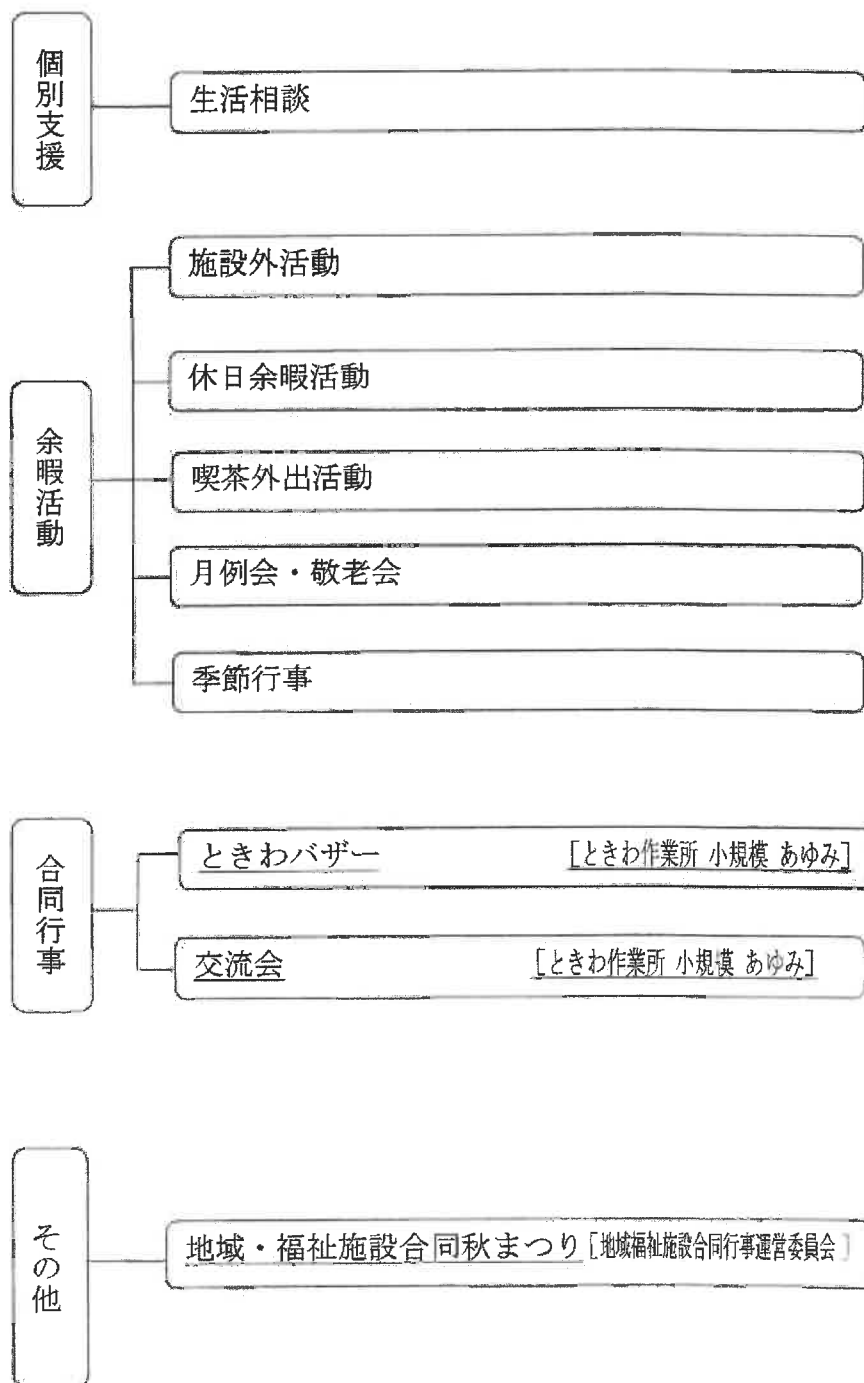 個別支援
生活相談
余暇活動
施設外活動
休日余暇活動
喫茶外出活動
月例会・敬老会
季節行事
合同行事
ときわバザー [ときわ作業所 小規模 あゆみ]
交流会 [ときわ作業所 小規模 あゆみ]
その他
地域・福祉施設合同秋まつり [地域福祉施設合同行事運営委員会]